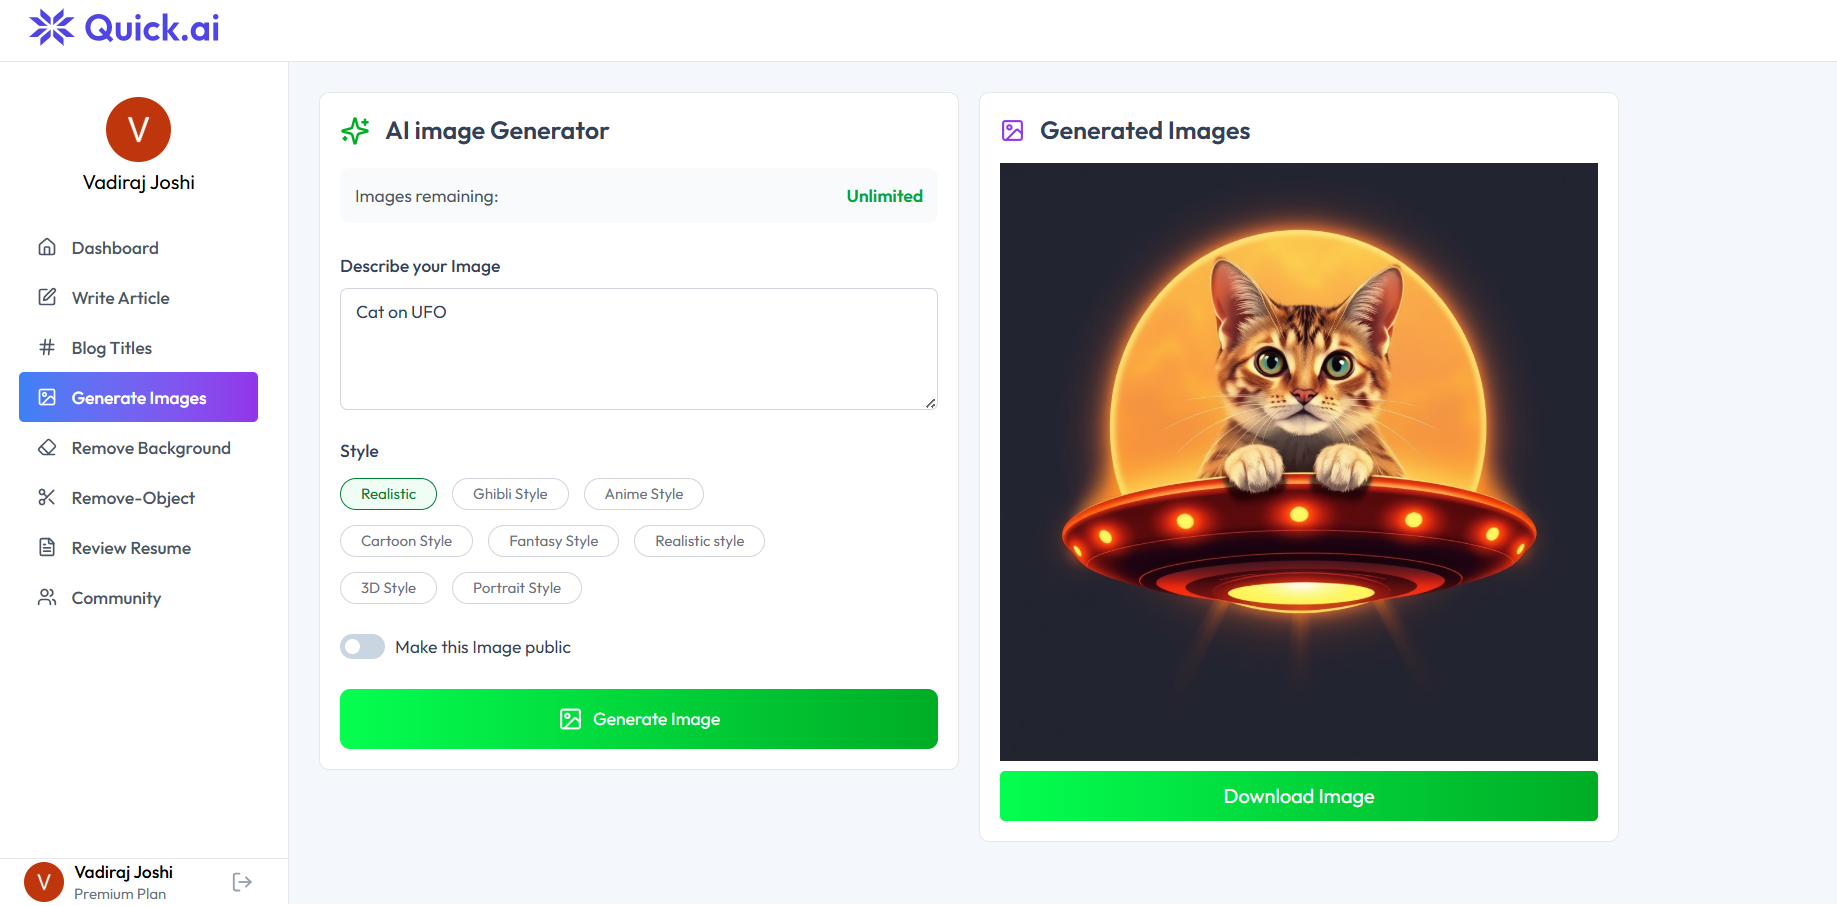 Quick.ai
V
Vadiraj Joshi
Dashboard
Write Article
Blog Titles
Generate Images
Remove Background
Remove-Object
Review Resume
Community
V
Vadiraj Joshi
Premium Plan
AI image Generator
Images remaining:
Unlimited
Describe your Image
Cat on UFO
Style
Realistic
Ghibli Style
Anime Style
Cartoon Style
Fantasy Style
Realistic style
3D Style
Portrait Style
Make this Image public
Generate Image
Generated Images
Download Image